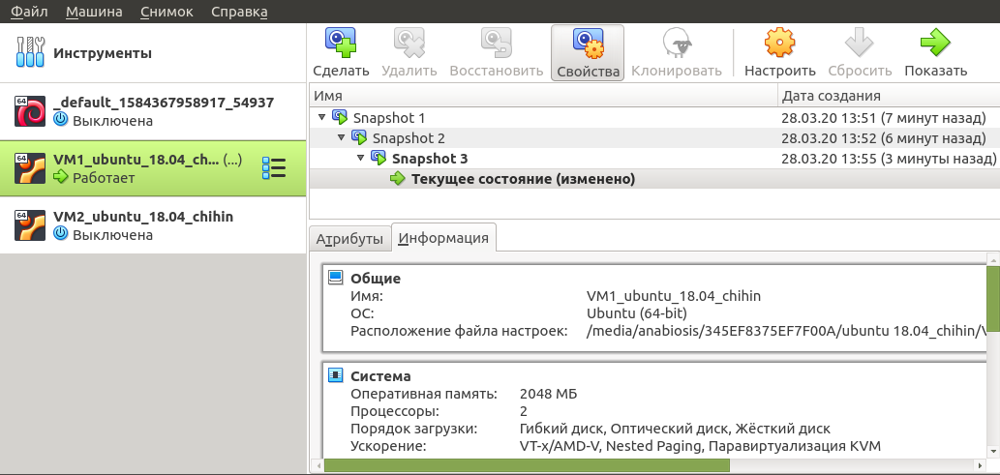 Файл Машина Снимок Справка
Инструменты
Сделать Удалить Восстановить Свойства Клонировать Настроить Сбросить Показать
64 _default_1584367958917_54937
Выключена
64 VM1_ubuntu_18.04_ch... (...)
Работает
64 VM2_ubuntu_18.04_chihin
Выключена
Имя Дата создания
Snapshot 1 28.03.20 13:51 (7 минут назад)
Snapshot 2 28.03.20 13:52 (6 минут назад)
Snapshot 3 28.03.20 13:55 (3 минуты назад)
Текущее состояние (изменено)
Атрибуты Информация
Общие
Имя: VM1_ubuntu_18.04_chihin
ОС: Ubuntu (64-bit)
Расположение файла настроек: /media/anabiosis/345EF8375EF7F00A/ubuntu 18.04_chihin/V
Система
Оперативная память: 2048 МБ
Процессоры: 2
Порядок загрузки: Гибкий диск, Оптический диск, Жёсткий диск
Ускорение: VT-x/AMD-V, Nested Paging, Паравиртуализация KVM